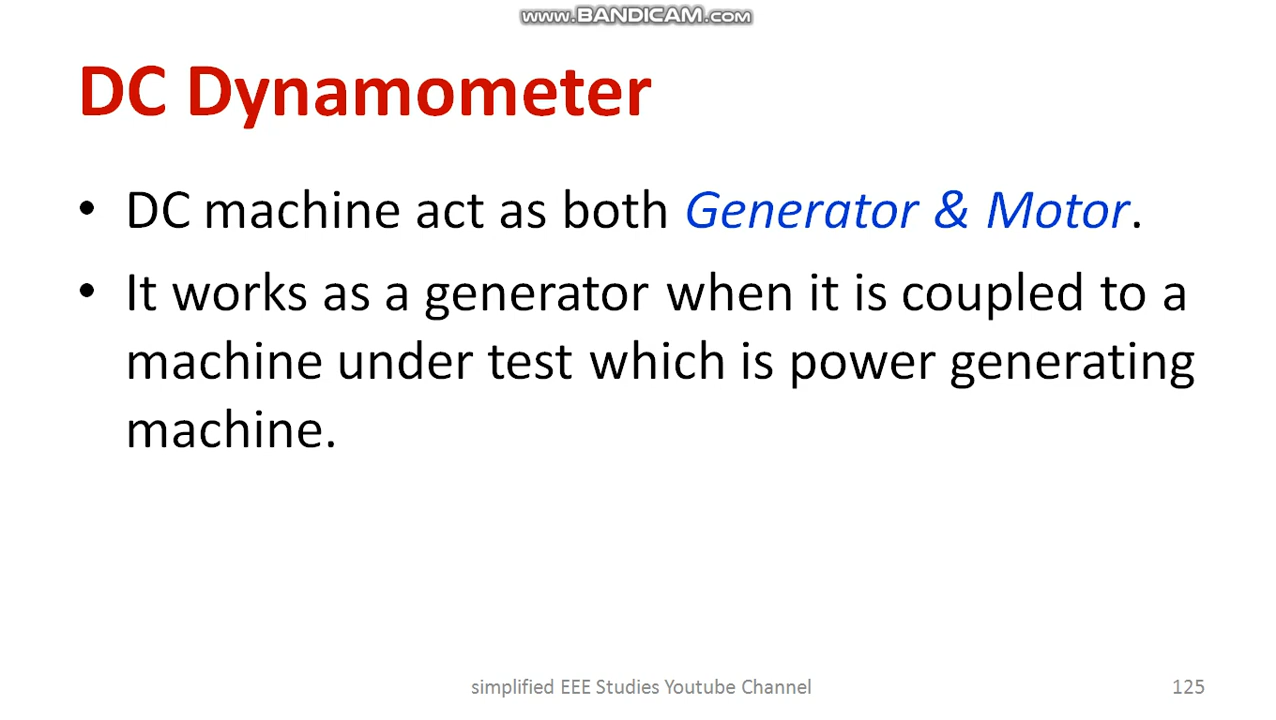 www.BANDICAM.com
DC Dynamometer
• DC machine act as both Generator & Motor.
• It works as a generator when it is coupled to a
machine under test which is power generating
machine.
simplified EEE Studies Youtube Channel
125